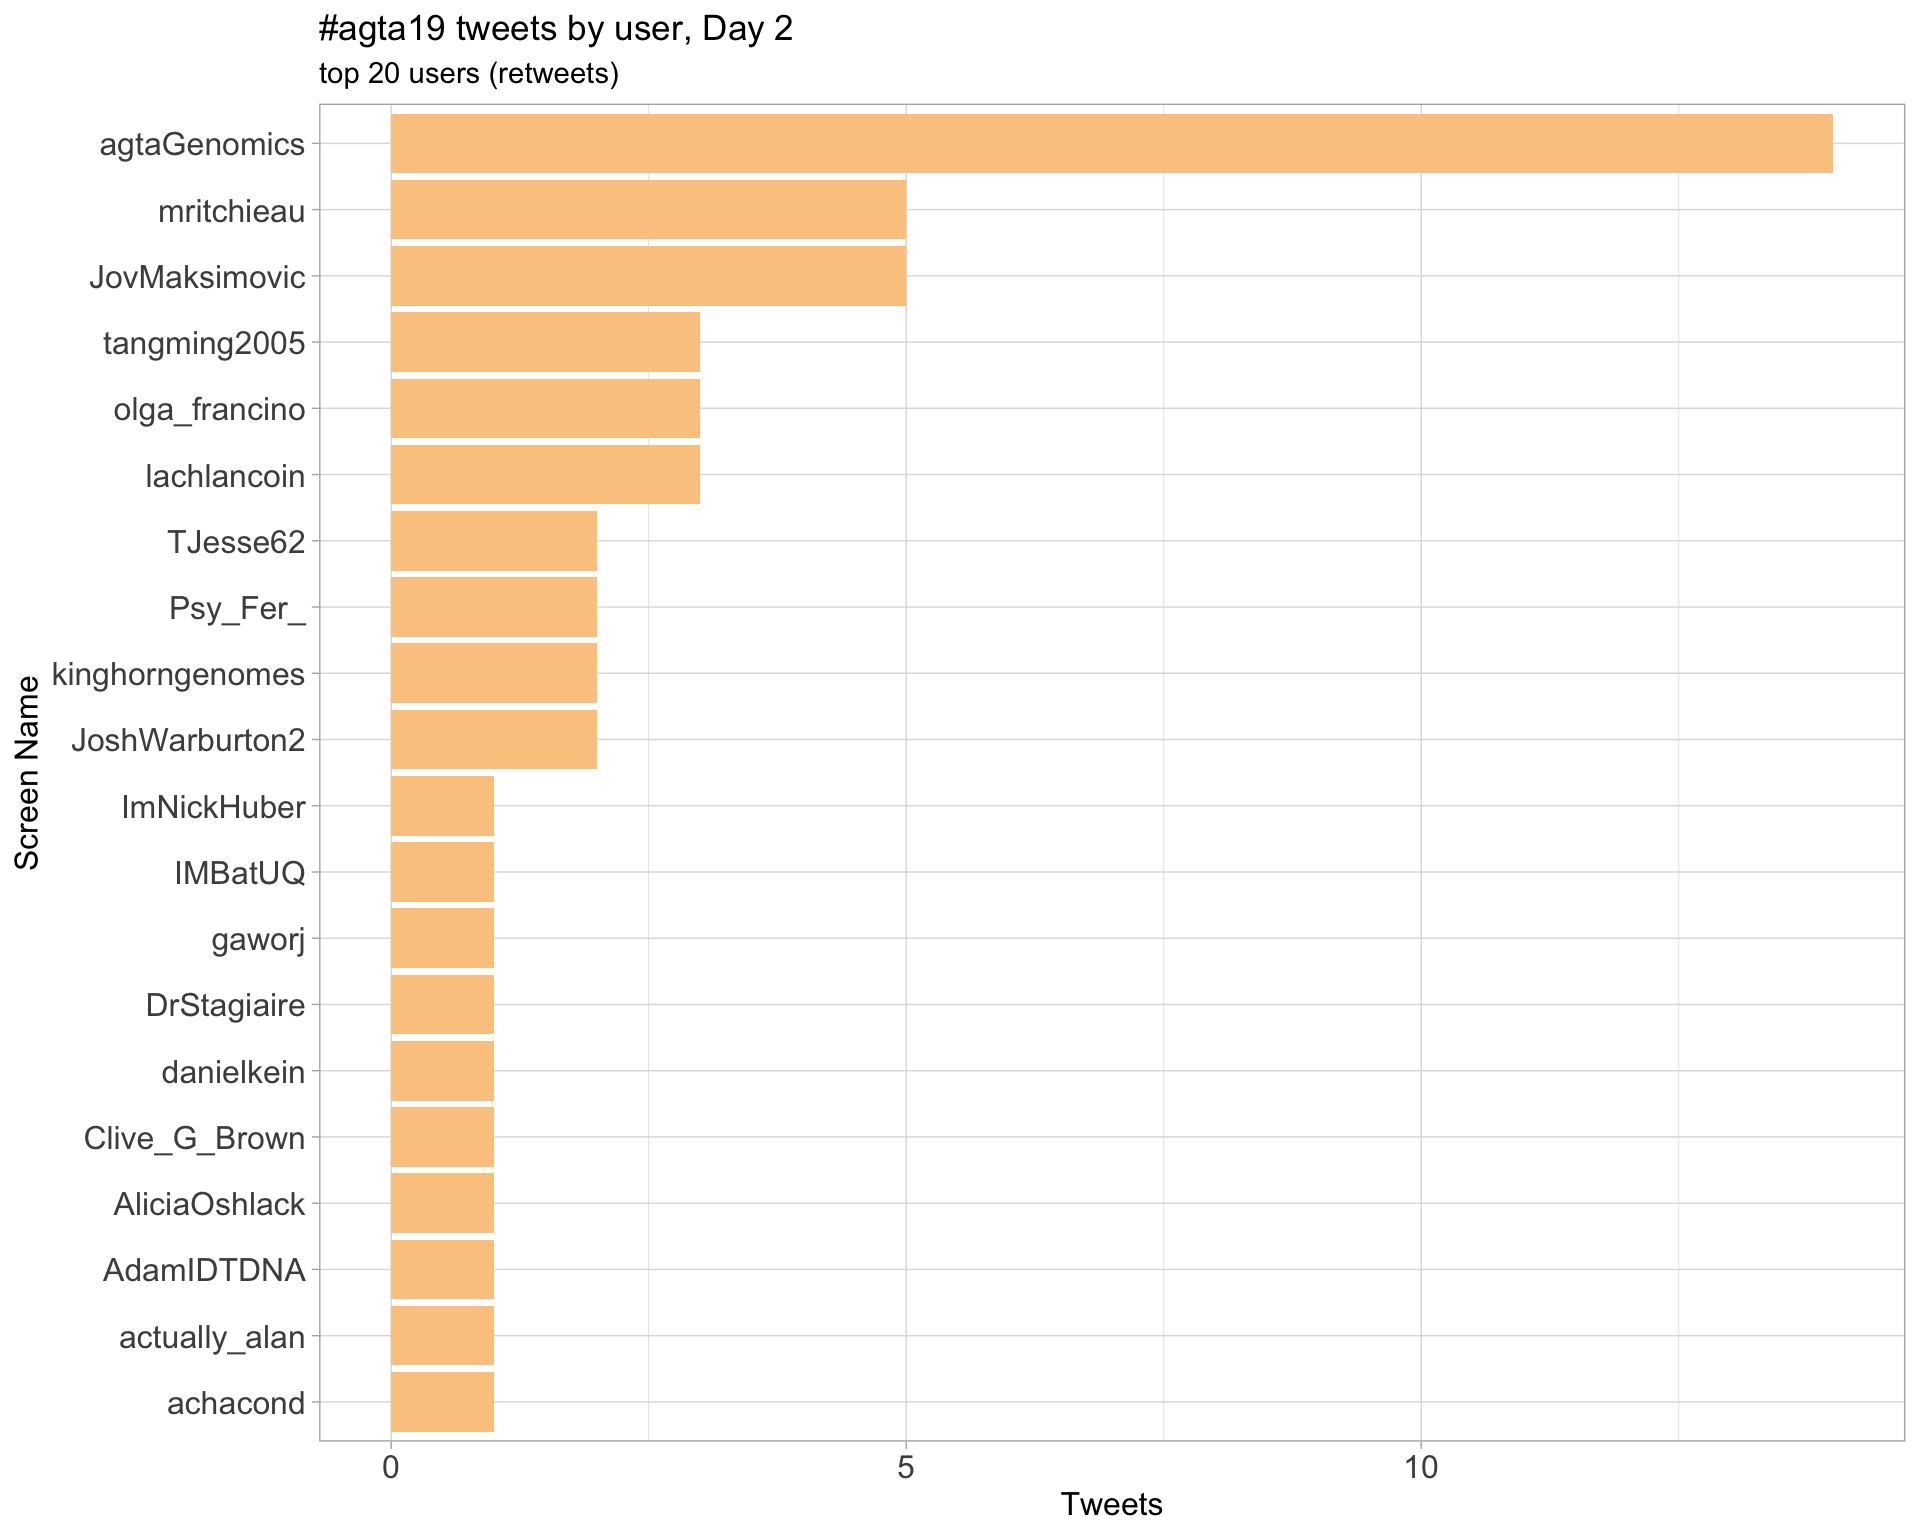 #agta19 tweets by user, Day 2
top 20 users (retweets)
agtaGenomics
mritchieau
JovMaksimovic
tangming2005
olga_francino
lachlancoin
TJesse62
Psy_Fer_
kinghorngenomes
JoshWarburton2
ImNickHuber
IMBatUQ
gaworj
DrStagiaire
danielkein
Clive_G_Brown
AliciaOshlack
AdamIDTDNA
actually_alan
achacond
Screen Name
0 5 10
Tweets